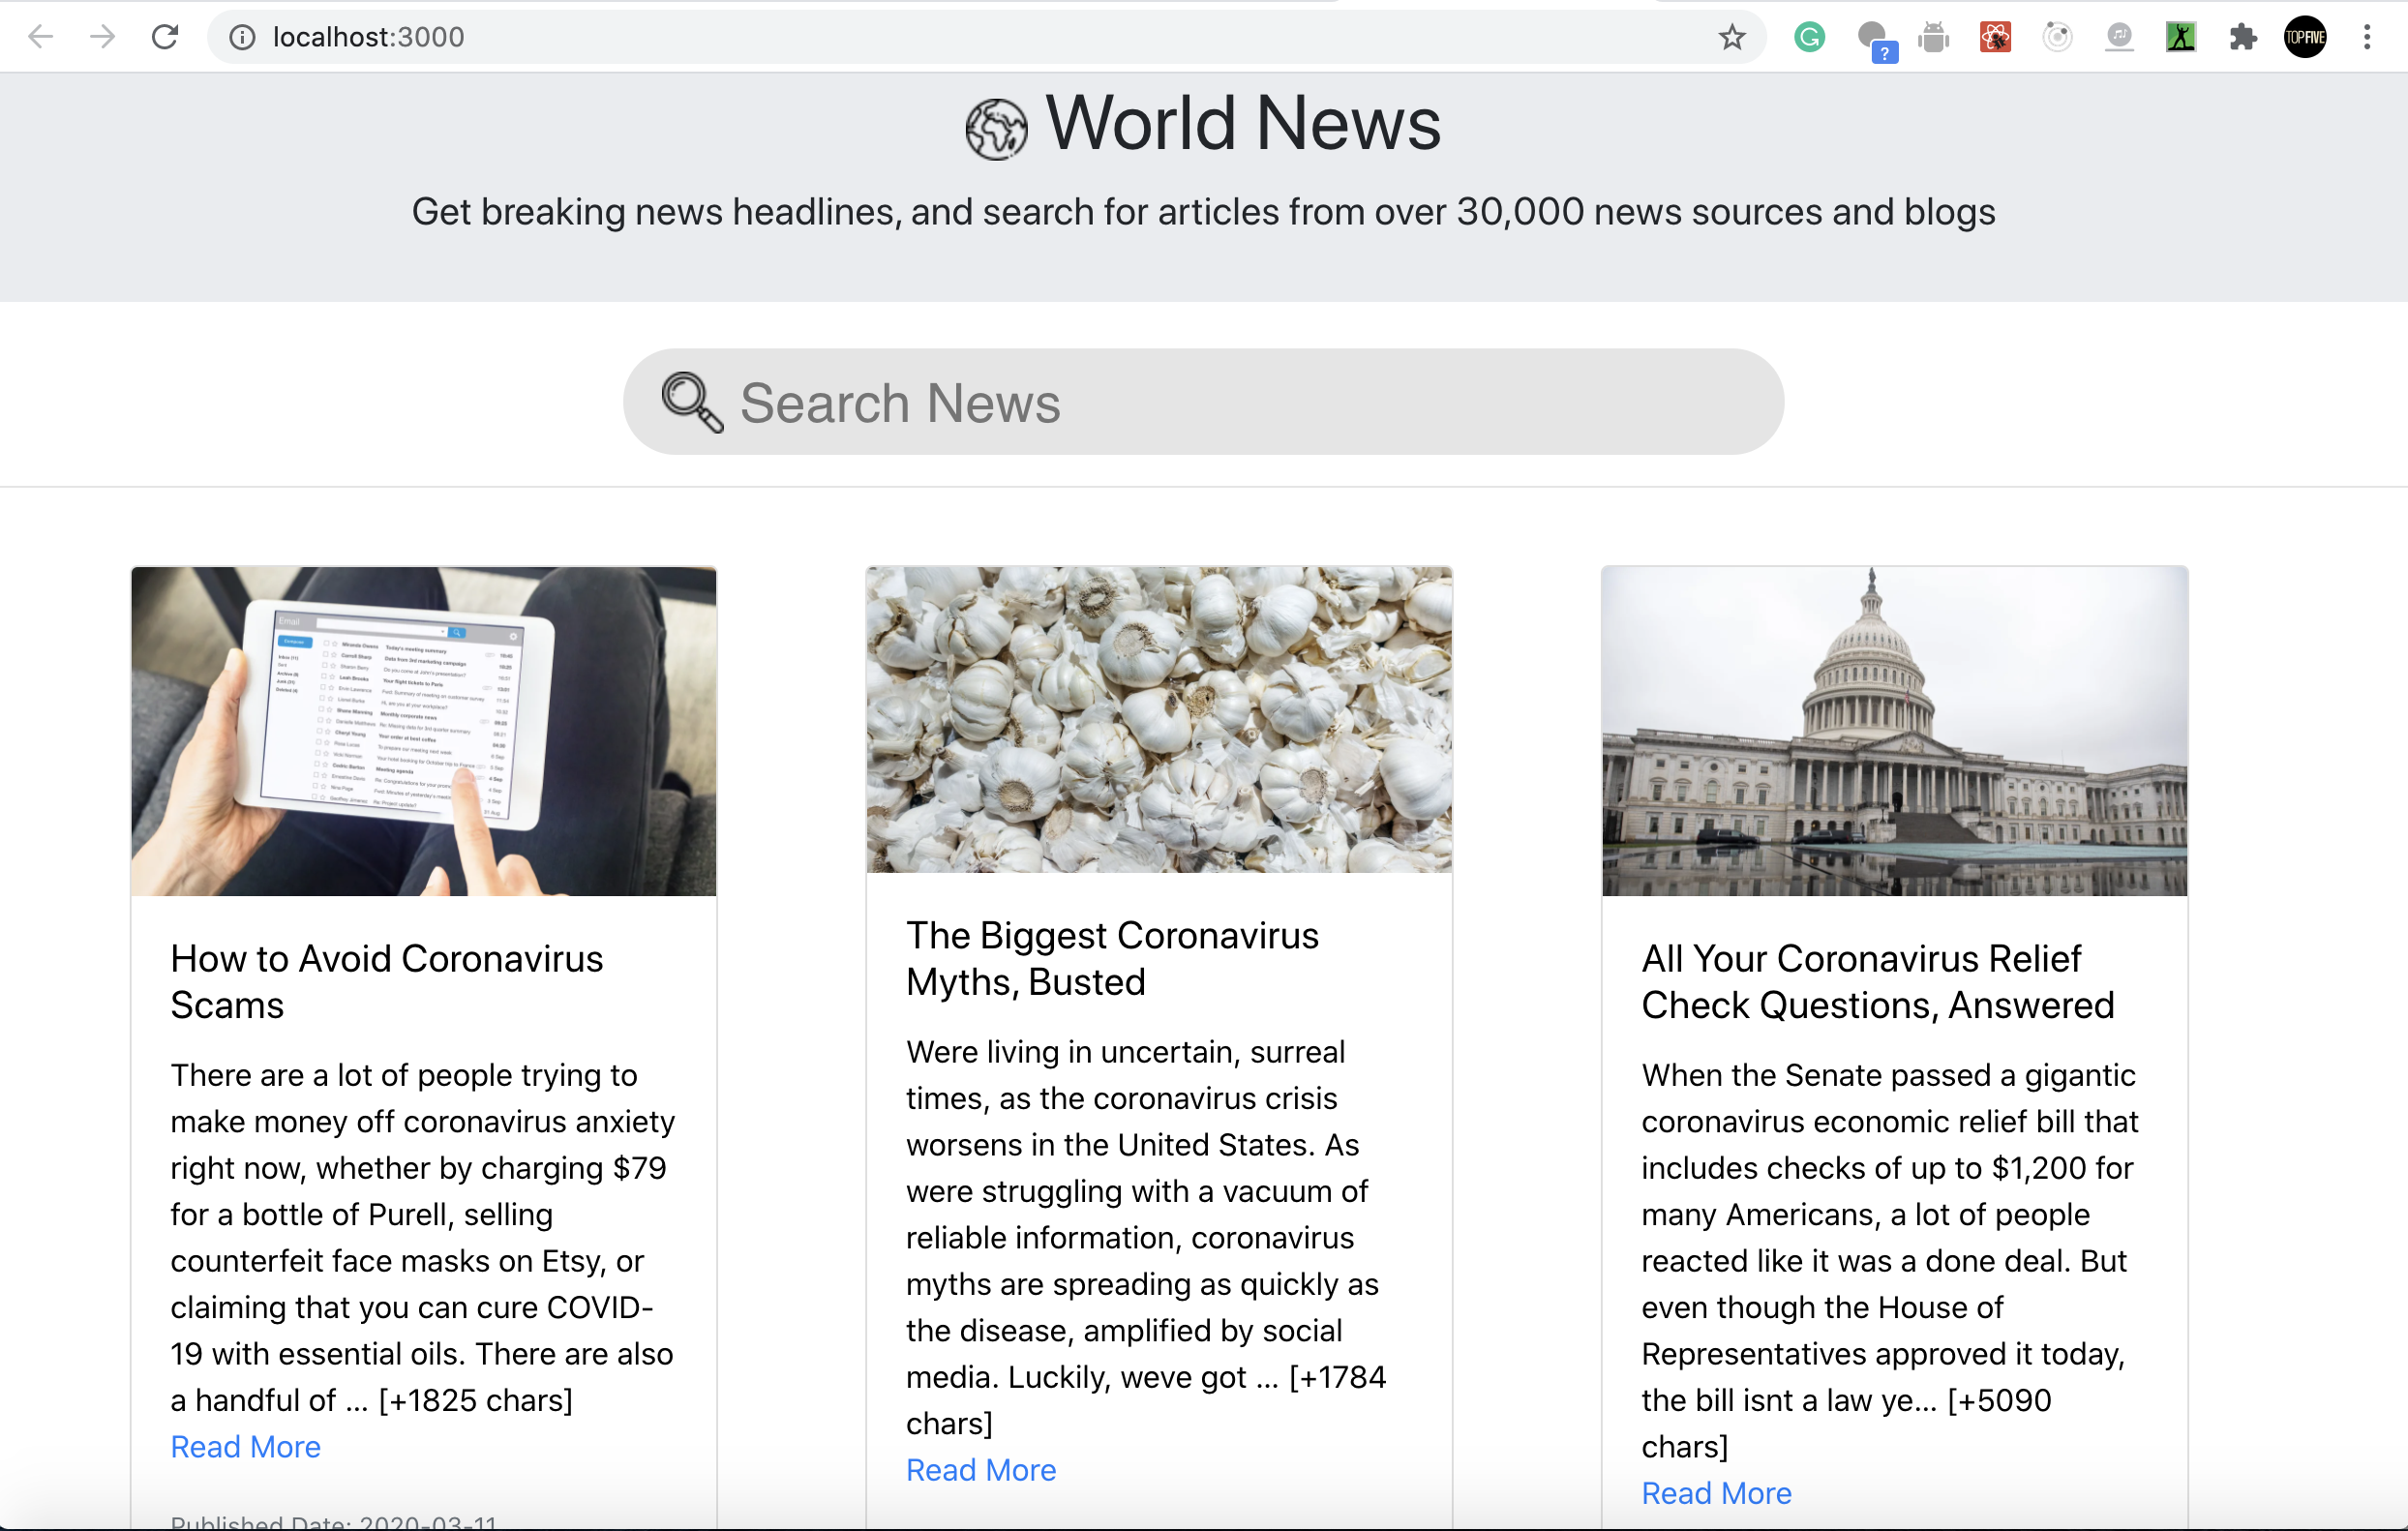 localhost:3000
?
TOPFIVE
World News
Get breaking news headlines, and search for articles from over 30,000 news sources and blogs
Search News
Email
How to Avoid Coronavirus
Scams
There are a lot of people trying to
make money off coronavirus anxiety
right now, whether by charging $79
for a bottle of Purell, selling
counterfeit face masks on Etsy, or
claiming that you can cure COVID-
19 with essential oils. There are also
a handful of ... [+1825 chars]
Read More
Published Date: 2020-03-11
The Biggest Coronavirus
Myths, Busted
Were living in uncertain, surreal
times, as the coronavirus crisis
worsens in the United States. As
were struggling with a vacuum of
reliable information, coronavirus
myths are spreading as quickly as
the disease, amplified by social
media. Luckily, weve got ... [+1784
chars]
Read More
All Your Coronavirus Relief
Check Questions, Answered
When the Senate passed a gigantic
coronavirus economic relief bill that
includes checks of up to $1,200 for
many Americans, a lot of people
reacted like it was a done deal. But
even though the House of
Representatives approved it today,
the bill isnt a law ye... [+5090
chars]
Read More